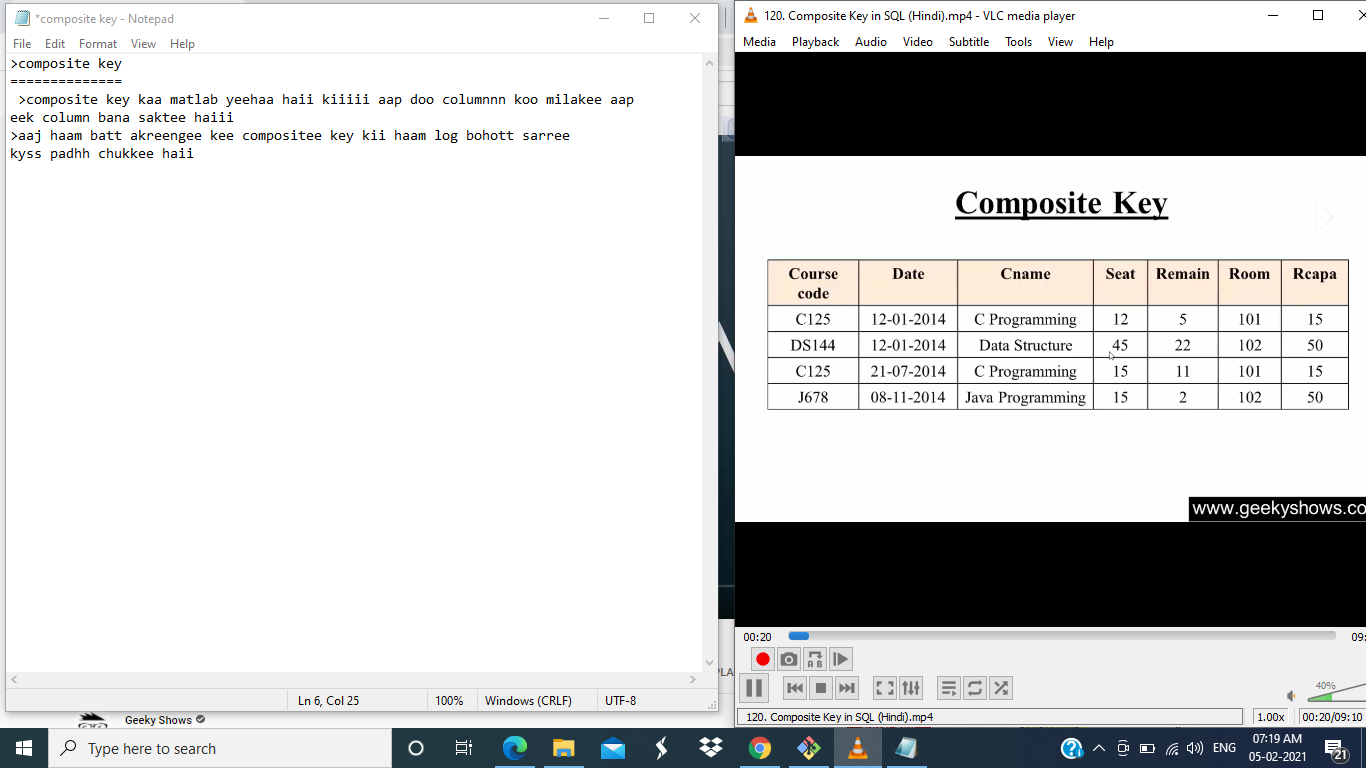 *composite key - Notepad
File Edit Format View Help
>composite key
==============
>composite key kaa matlab yeehaa haii kiiiii aap doo columnnn koo milakee aap
eek column bana saktee haiii
>aaj haam batt akreengee kee compositee key kii haam log bohott sarree
kyss padhh chukkee haii
Ln 6, Col 25 100% Windows (CRLF) UTF-8
Geeky Shows
120. Composite Key in SQL (Hindi).mp4 - VLC media player
Media Playback Audio Video Subtitle Tools View Help
Composite Key
Course code Date Cname Seat Remain Room Rcapa
C125 12-01-2014 C Programming 12 5 101 15
DS144 12-01-2014 Data Structure 45 22 102 50
C125 21-07-2014 C Programming 15 11 101 15
J678 08-11-2014 Java Programming 15 2 102 50
www.geekyshows.co
00:20 09:
A B
40%
120. Composite Key in SQL (Hindi).mp4 1.00x 00:20/09:10
Type here to search
ENG
07:19 AM
05-02-2021
21